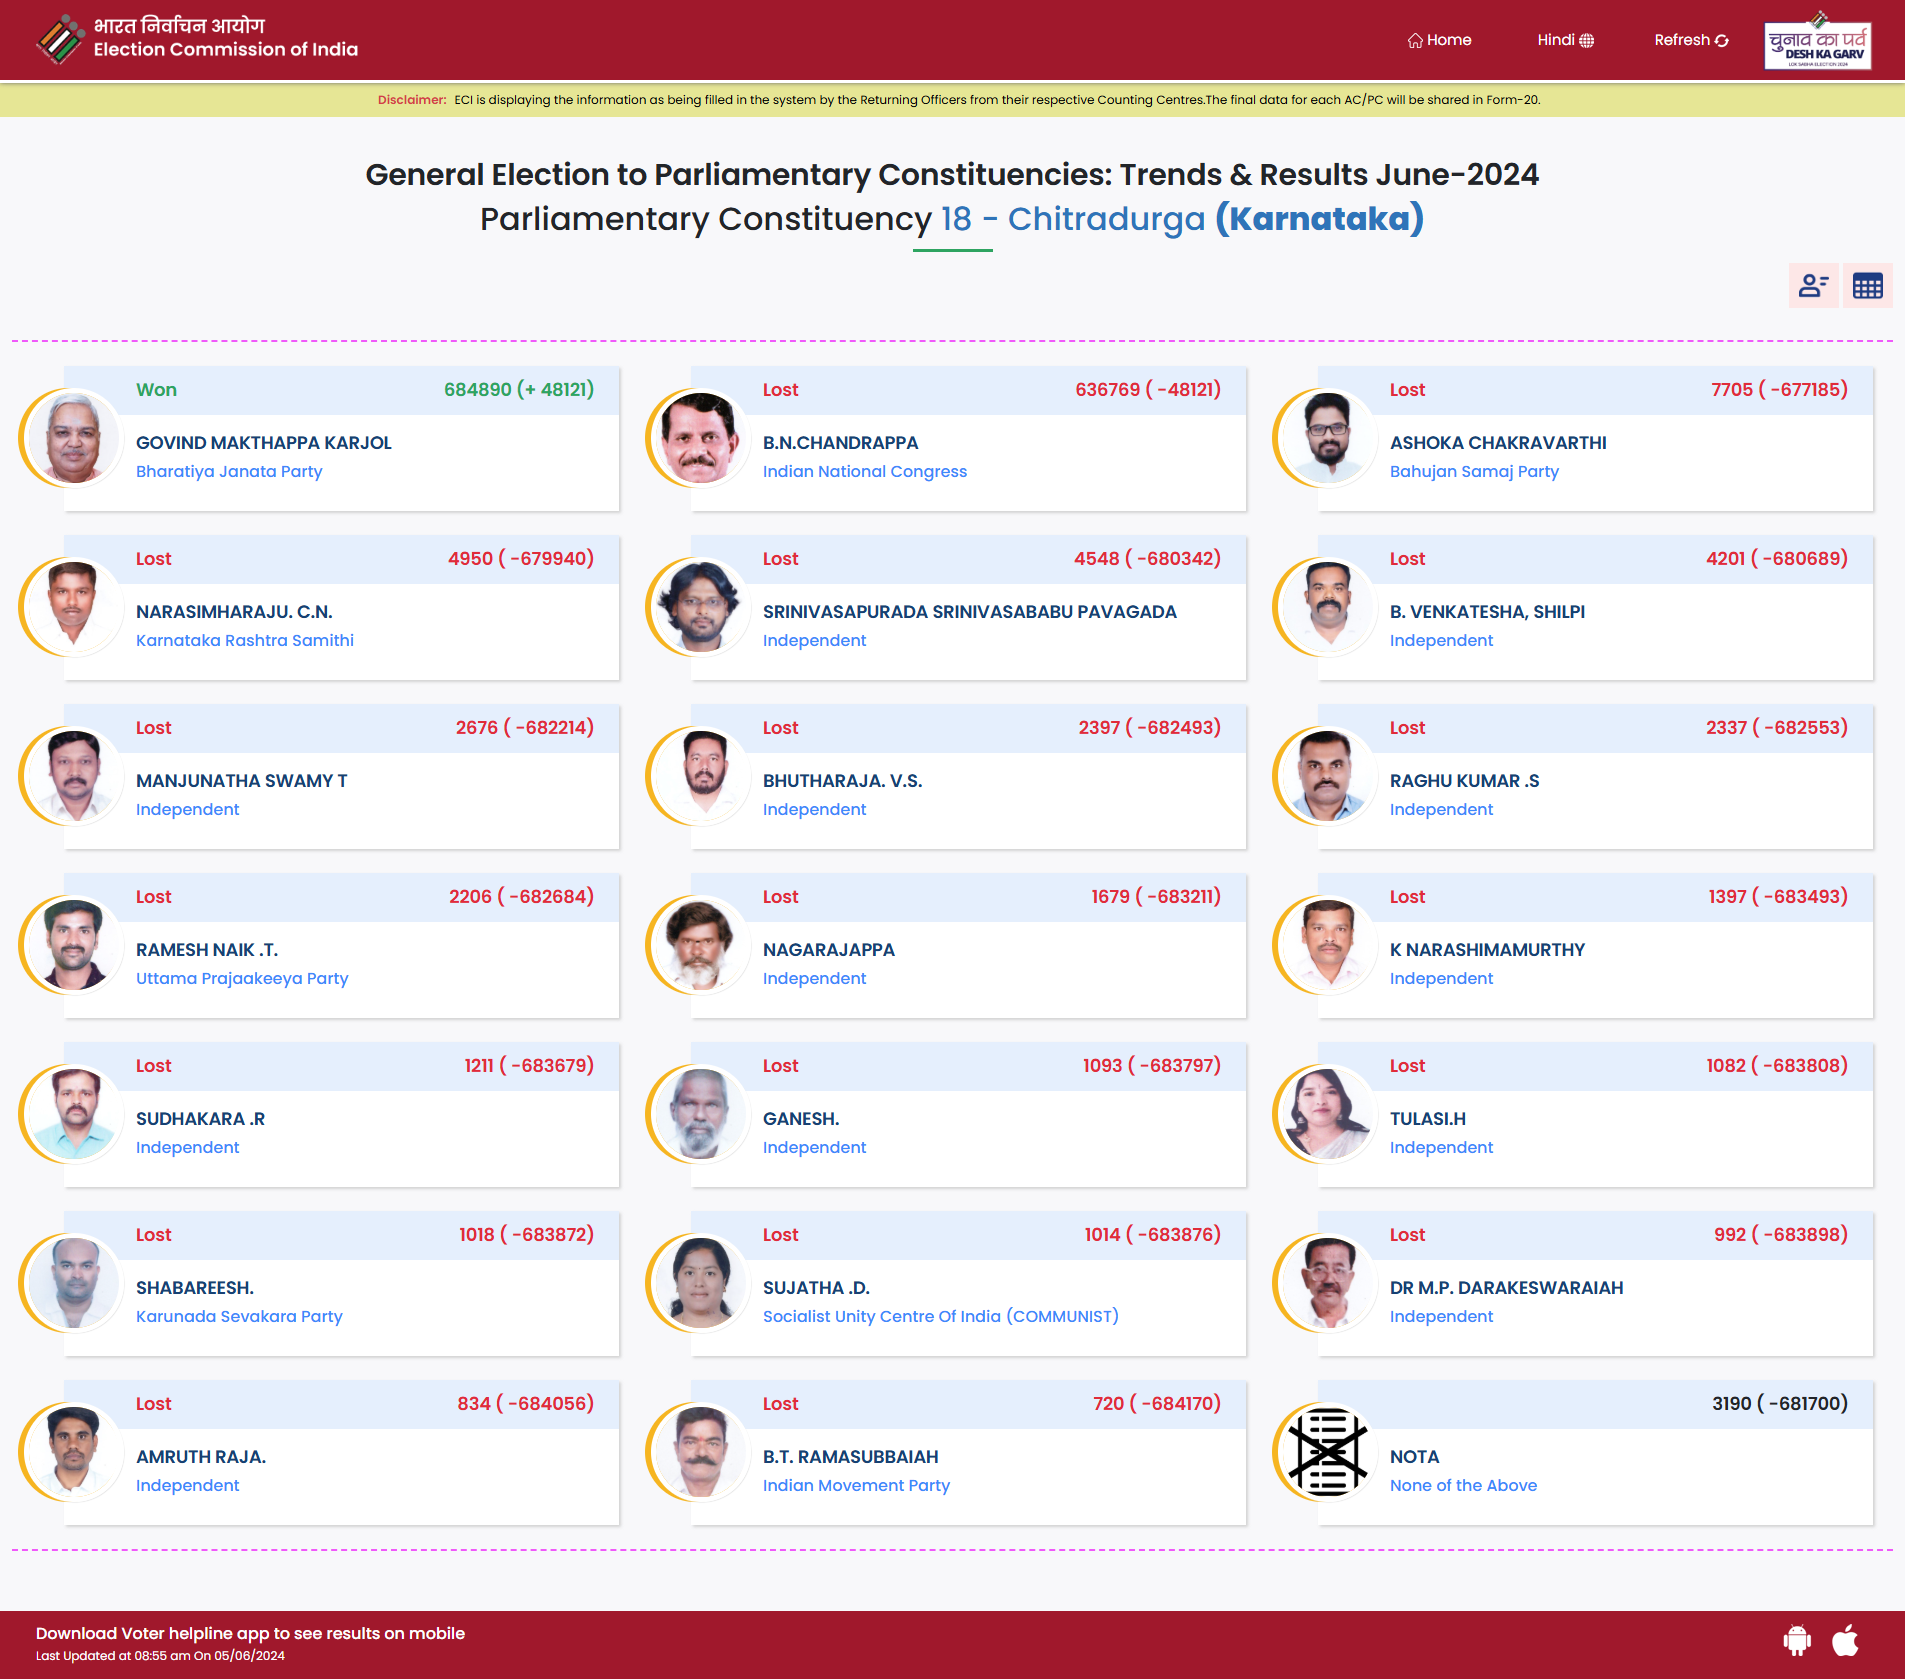 भारत निर्वाचन आयोग
Election Commission of India
Home
Hindi
Refresh
चुनाव का पर्व
DESH KA GARV
LOK SABHA ELECTION 2024
Disclaimer: ECI is displaying the information as being filled in the system by the Returning Officers from their respective Counting Centres.The final data for each AC/PC will be shared in Form-20.
General Election to Parliamentary Constituencies: Trends & Results June-2024
Parliamentary Constituency 18 - Chitradurga (Karnataka)
Won 684890 (+ 48121)
GOVIND MAKTHAPPA KARJOL
Bharatiya Janata Party
Lost 636769 ( -48121)
B.N.CHANDRAPPA
Indian National Congress
Lost 7705 ( -677185)
ASHOKA CHAKRAVARTHI
Bahujan Samaj Party
Lost 4950 ( -679940)
NARASIMHARAJU. C.N.
Karnataka Rashtra Samithi
Lost 4548 ( -680342)
SRINIVASAPURADA SRINIVASABABU PAVAGADA
Independent
Lost 4201 ( -680689)
B. VENKATESHA, SHILPI
Independent
Lost 2676 ( -682214)
MANJUNATHA SWAMY T
Independent
Lost 2397 ( -682493)
BHUTHARAJA. V.S.
Independent
Lost 2337 ( -682553)
RAGHU KUMAR .S
Independent
Lost 2206 ( -682684)
RAMESH NAIK .T.
Uttama Prajaakeeya Party
Lost 1679 ( -683211)
NAGARAJAPPA
Independent
Lost 1397 ( -683493)
K NARASHIMAMURTHY
Independent
Lost 1211 ( -683679)
SUDHAKARA .R
Independent
Lost 1093 ( -683797)
GANESH.
Independent
Lost 1082 ( -683808)
TULASI.H
Independent
Lost 1018 ( -683872)
SHABAREESH.
Karunada Sevakara Party
Lost 1014 ( -683876)
SUJATHA .D.
Socialist Unity Centre Of India (COMMUNIST)
Lost 992 ( -683898)
DR M.P. DARAKESWARAIAH
Independent
Lost 834 ( -684056)
AMRUTH RAJA.
Independent
Lost 720 ( -684170)
B.T. RAMASUBBAIAH
Indian Movement Party
3190 ( -681700)
NOTA
None of the Above
Download Voter helpline app to see results on mobile
Last Updated at 08:55 am On 05/06/2024